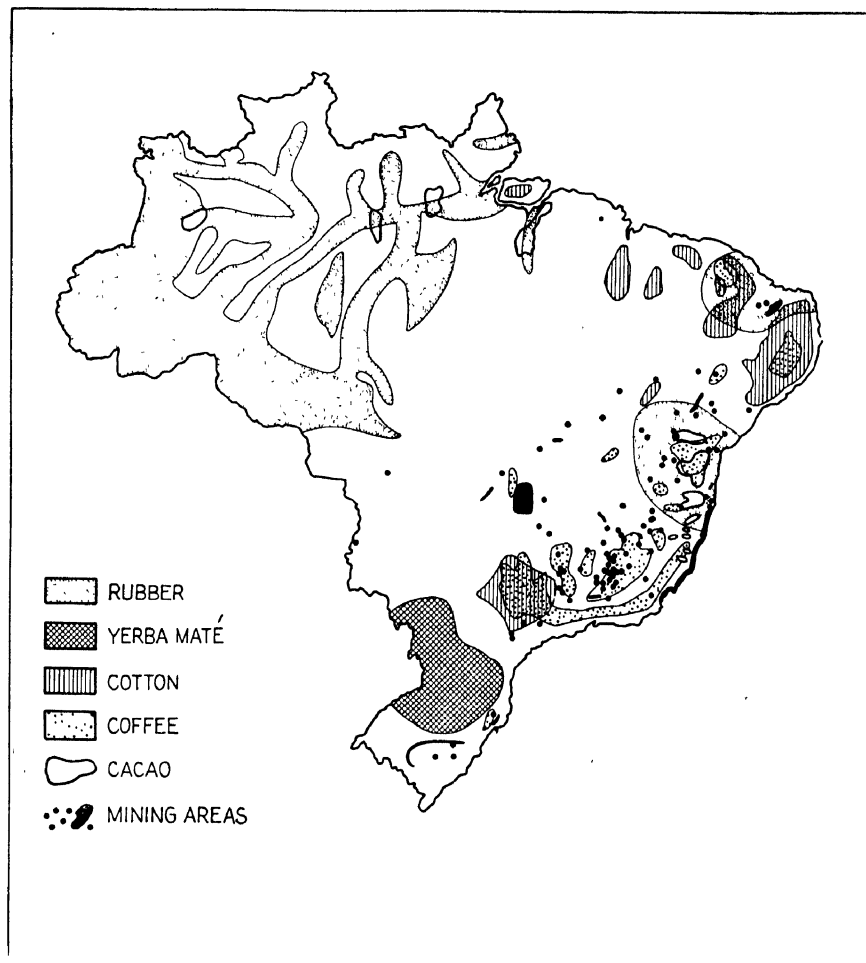 RUBBER
YERBA MATÉ
COTTON
COFFEE
CACAO
MINING AREAS